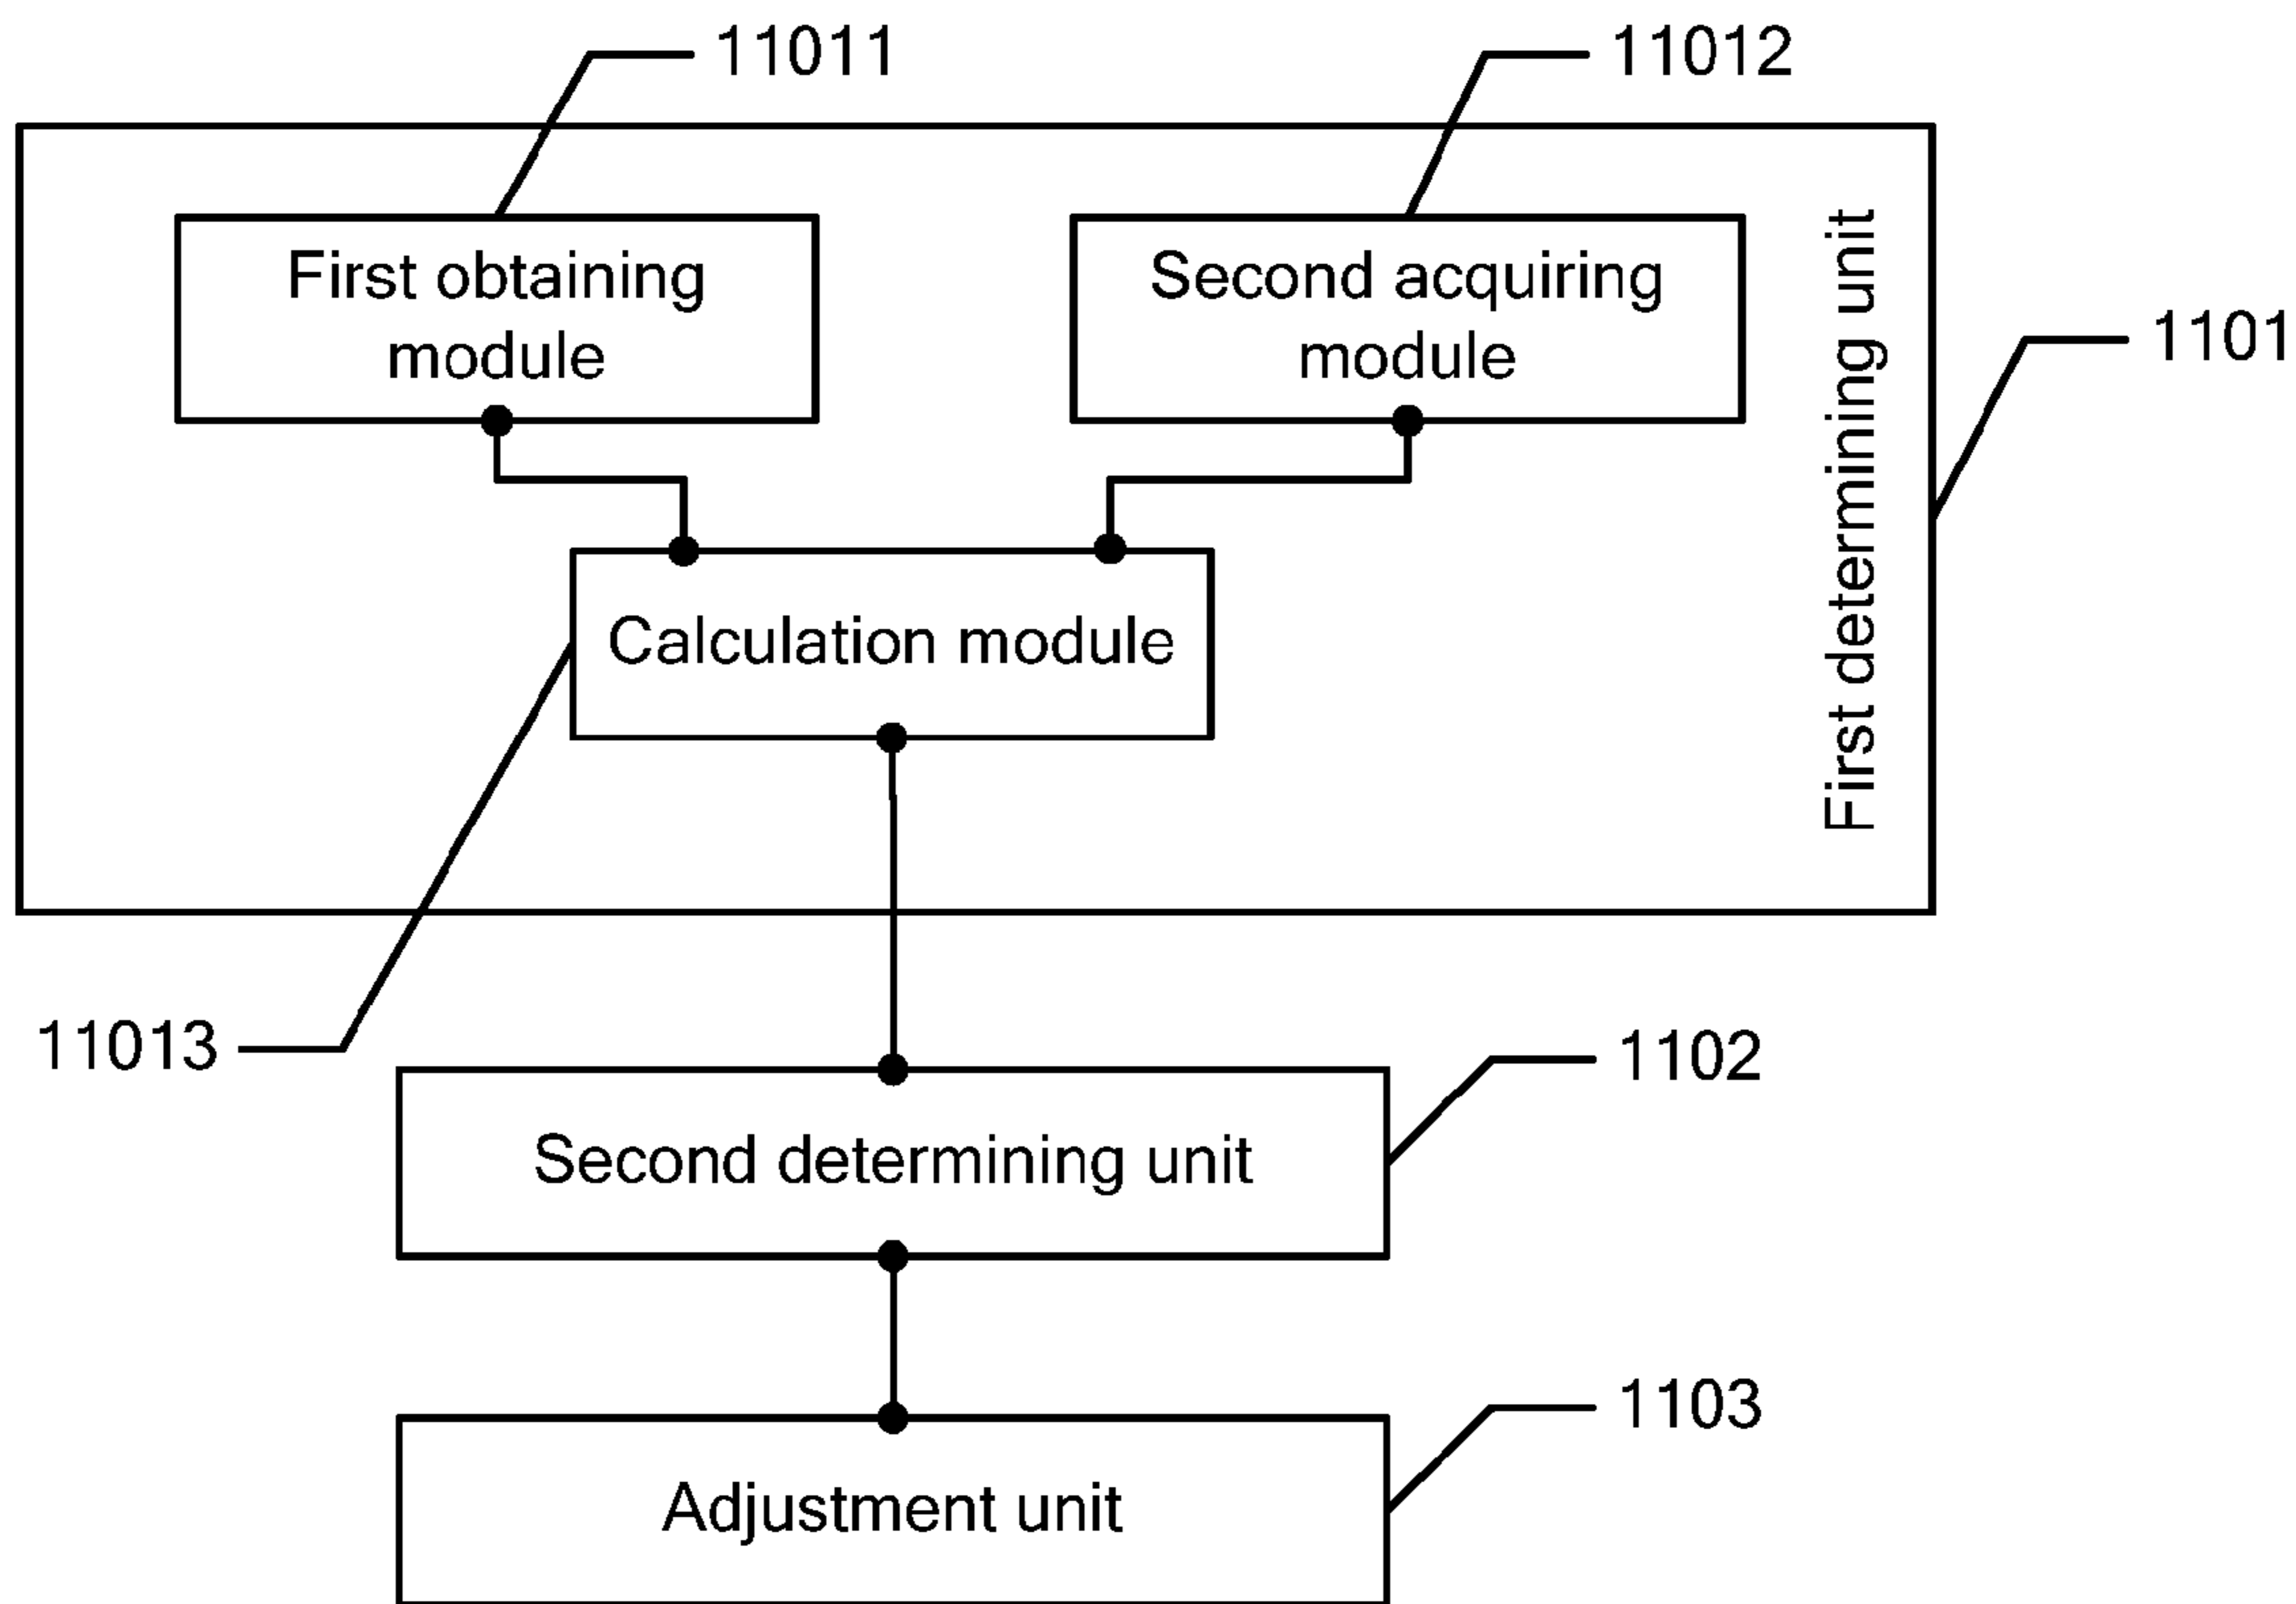 11011
11012
First obtaining
module
Second acquiring
module
First determining unit
1101
Calculation module
11013
1102
Second determining unit
1103
Adjustment unit